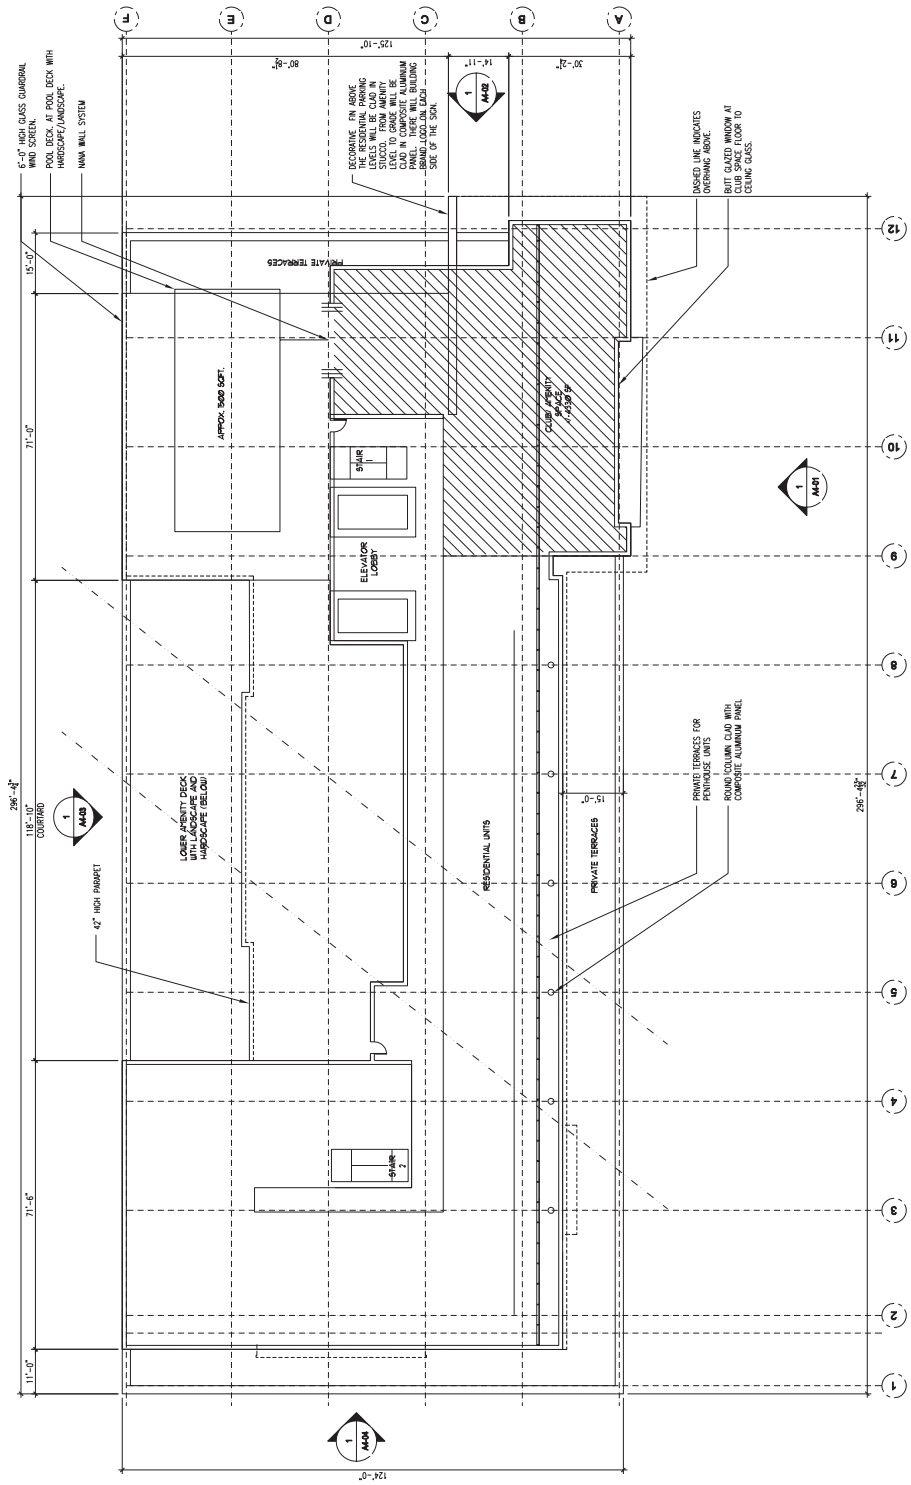 F
E
D
C
B
A
125'-10"
80'-8½"
14'-11"
30'-2½"
6'-0" HIGH GLASS GUARDRAIL
WIND SCREEN.
POOL DECK. AT POOL DECK WITH
HARDSCAPE/LANDSCAPE.
NANA WALL SYSTEM
DECORATIVE FIN ABOVE
THE RESIDENTIAL PARKING
LEVELS WILL BE CLAD IN
STUCCO. FROM AMENITY
LEVEL TO GRADE WILL BE
CLAD IN COMPOSITE ALUMINUM
PANEL. THERE WILL BUILDING
BRAND LOGO ON EACH
SIDE OF THE SIGN.
1
A4-02
DASHED LINE INDICATES
OVERHANG ABOVE.
BUTT GLAZED WINDOW AT
CLUB SPACE FLOOR TO
CEILING GLASS.
15'-0"
PRIVATE TERRACES
12
11
71'-0"
APPROX. 1500 SQFT.
CLUB/ AMENITY
SPACE
10
STAIR
1
1
A4-01
ELEVATOR
LOBBY
9
8
296'-4¾"
118'-10"
COURTARD
1
A4-03
LOWER AMENITY DECK
WITH LANDSCAPE AND
HARDSCAPE (BELOW)
15'-0"
PRIVATE TERRACES FOR
PENTHOUSE UNITS
ROUND COLUMN CLAD WITH
COMPOSITE ALUMINUM PANEL
7
42" HIGH PARAPET
RESIDENTIAL UNITS
PRIVATE TERRACES
6
5
4
71'-6"
STAIR
2
3
2
11'-0"
1
1
A4-04
124'-0"